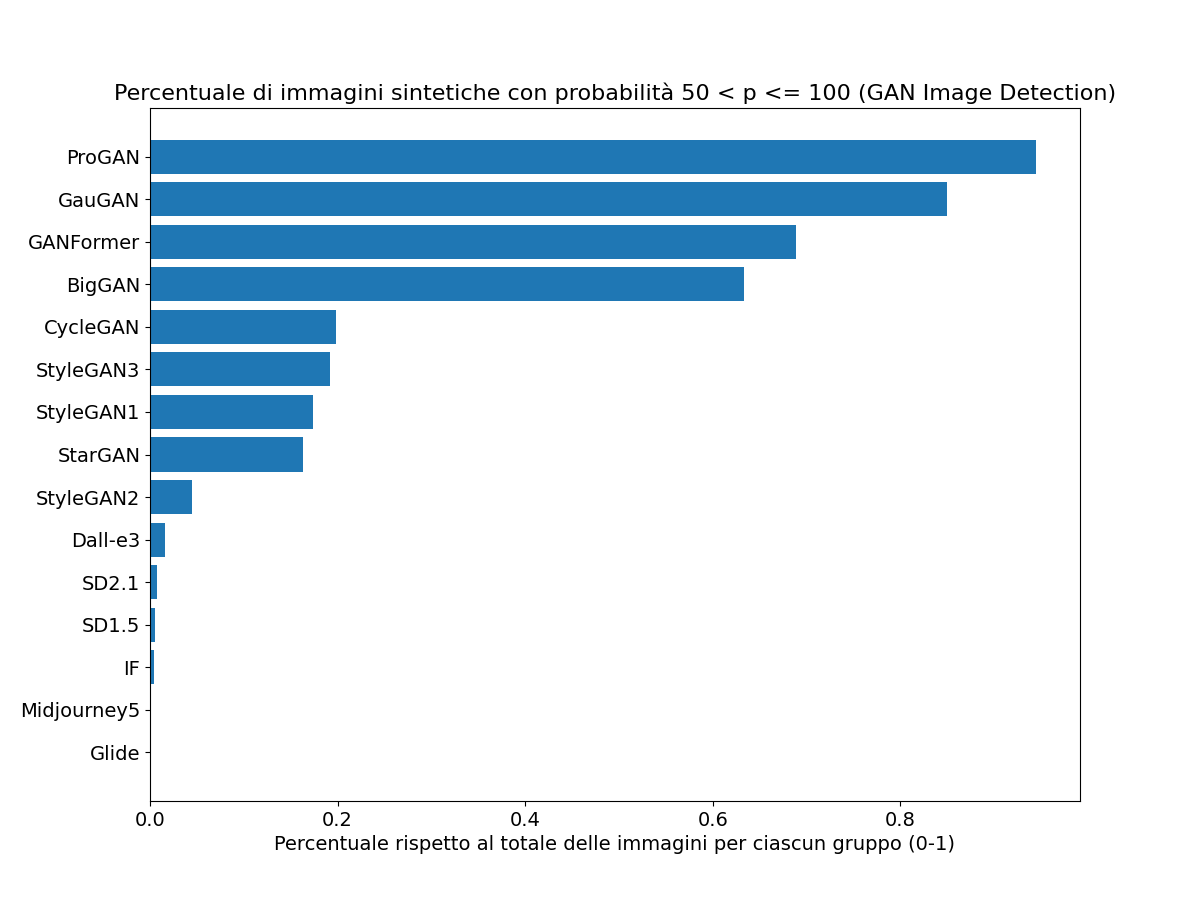 Percentuale di immagini sintetiche con probabilità 50 < p <= 100 (GAN Image Detection)
ProGAN
GauGAN
GANFormer
BigGAN
CycleGAN
StyleGAN3
StyleGAN1
StarGAN
StyleGAN2
Dall-e3
SD2.1
SD1.5
IF
Midjourney5
Glide
0.0 0.2 0.4 0.6 0.8
Percentuale rispetto al totale delle immagini per ciascun gruppo (0-1)